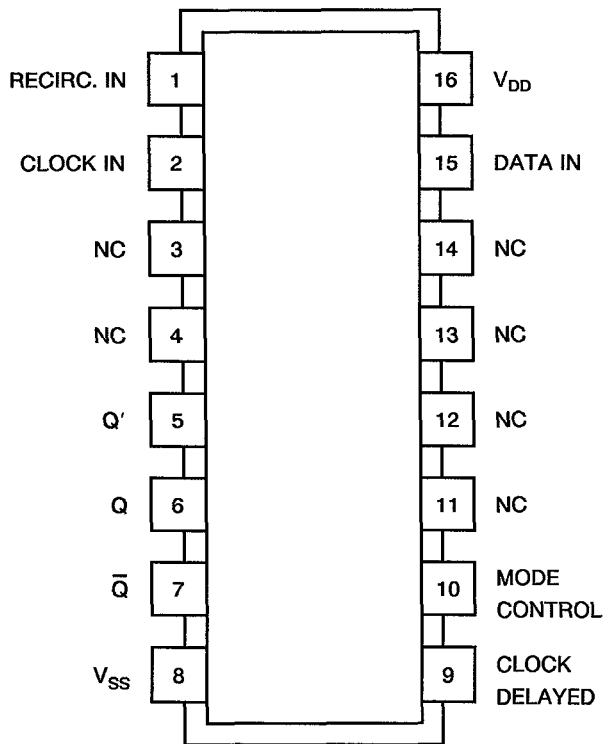 RECIRC. IN 1 16 V_DD
CLOCK IN 2 15 DATA IN
NC 3 14 NC
NC 4 13 NC
Q′ 5 12 NC
Q 6 11 NC
Q̅ 7 10 MODE
CONTROL
V_SS 8 9 CLOCK
DELAYED